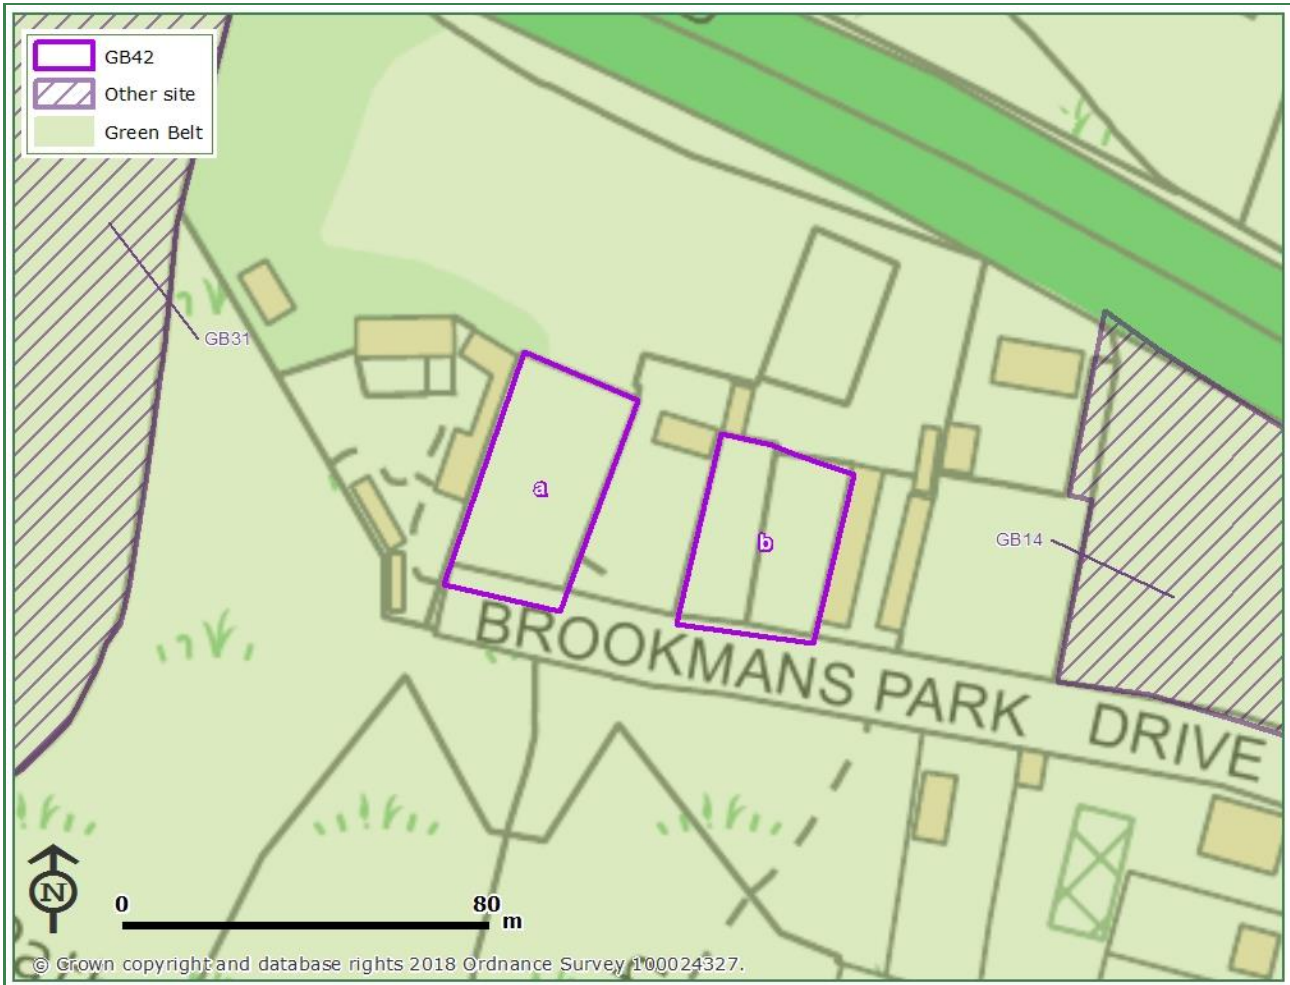 GB42
Other site
Green Belt
GB31
a
b
GB14
BROOKMANS PARK DRIVE
N
0 80 m
© Crown copyright and database rights 2018 Ordnance Survey 100024327.